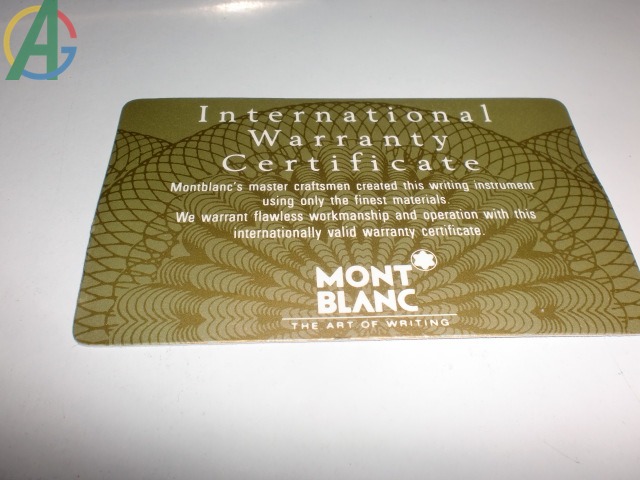 AG
International
Warranty
Certificate
Montblanc's master craftsmen created this writing instrument
using only the finest materials.
We warrant flawless workmanship and operation with this
internationally valid warranty certificate.
MONT
BLANC
THE ART OF WRITING